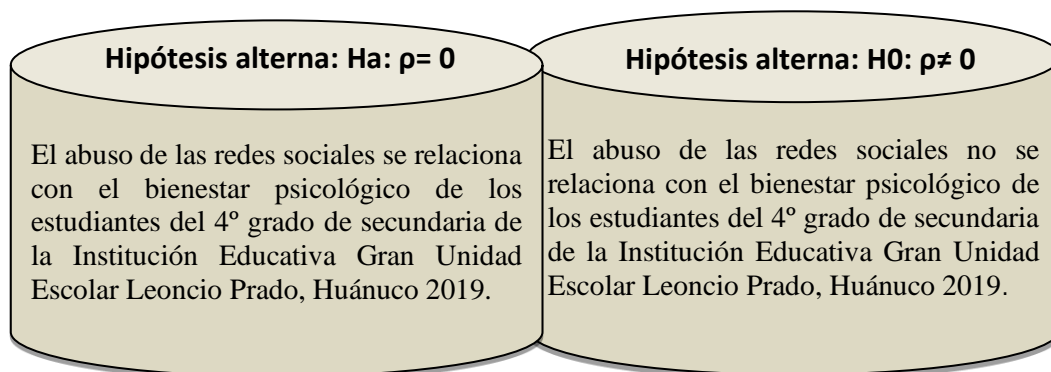 Hipótesis alterna: Ha: ρ= 0
El abuso de las redes sociales se relaciona
con el bienestar psicológico de los
estudiantes del 4º grado de secundaria de
la Institución Educativa Gran Unidad
Escolar Leoncio Prado, Huánuco 2019.
Hipótesis alterna: H0: ρ≠ 0
El abuso de las redes sociales no se
relaciona con el bienestar psicológico de
los estudiantes del 4º grado de secundaria
de la Institución Educativa Gran Unidad
Escolar Leoncio Prado, Huánuco 2019.